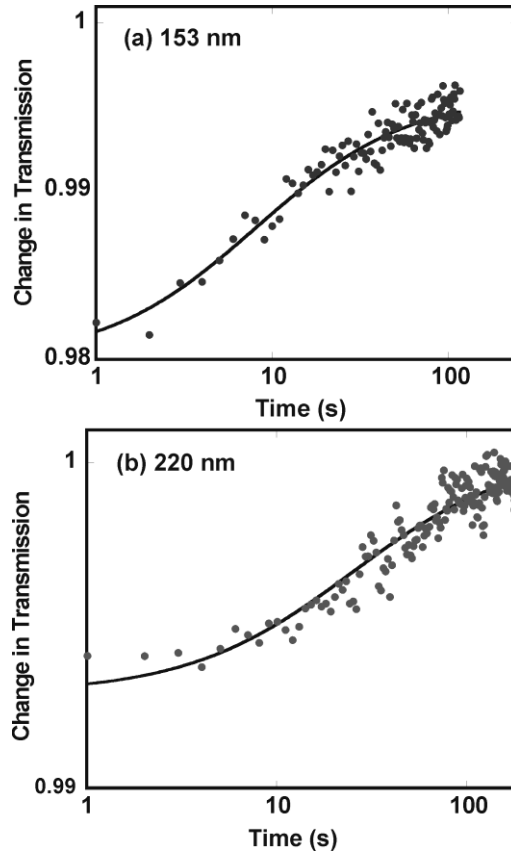 1
(a) 153 nm
Change in Transmission
0.99
0.98
1
10
100
Time (s)
1
(b) 220 nm
Change in Transmission
0.99
1
10
100
Time (s)